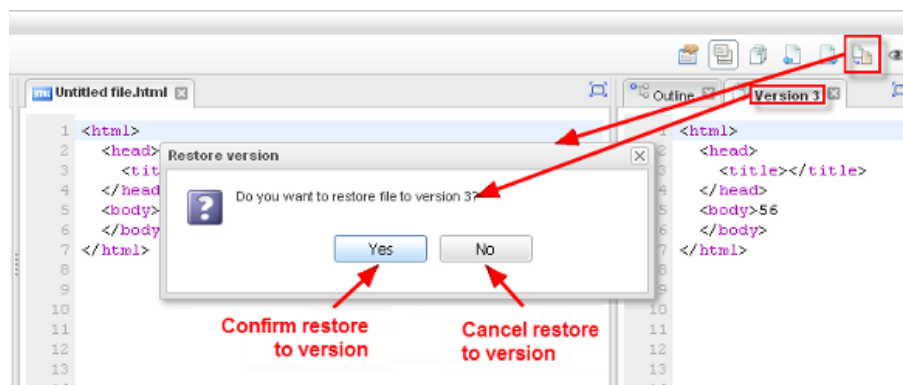 Untitled file.html
Outline
Version 3
1 <html>
2 <head>
3 <tit
4 </head
5 <body>
6 </body
7 </html>
8
9
10
11
12
13
Restore version
Do you want to restore file to version 3?
Yes
No
Confirm restore
to version
Cancel restore
to version
1 <html>
2 <head>
3 <title></title>
4 </head>
5 <body>56
6 </body>
7 </html>
8
9
10
11
12
13